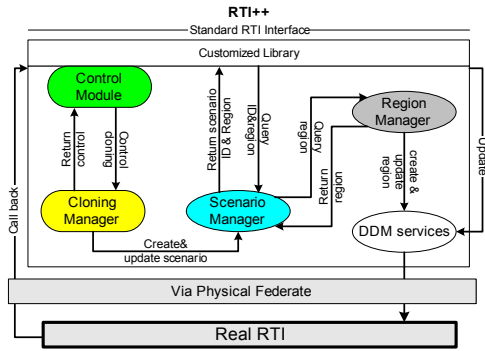 RTI++
Standard RTI Interface
Customized Library
Control
Module
Region
Manager
Return
control
Control
cloning
Return scenario
ID & Region
Query
ID&region
Query
region
Return
region
create &
update
region
Update
Call back
Cloning
Manager
Scenario
Manager
DDM services
Create&
update scenario
Via Physical Federate
Real RTI